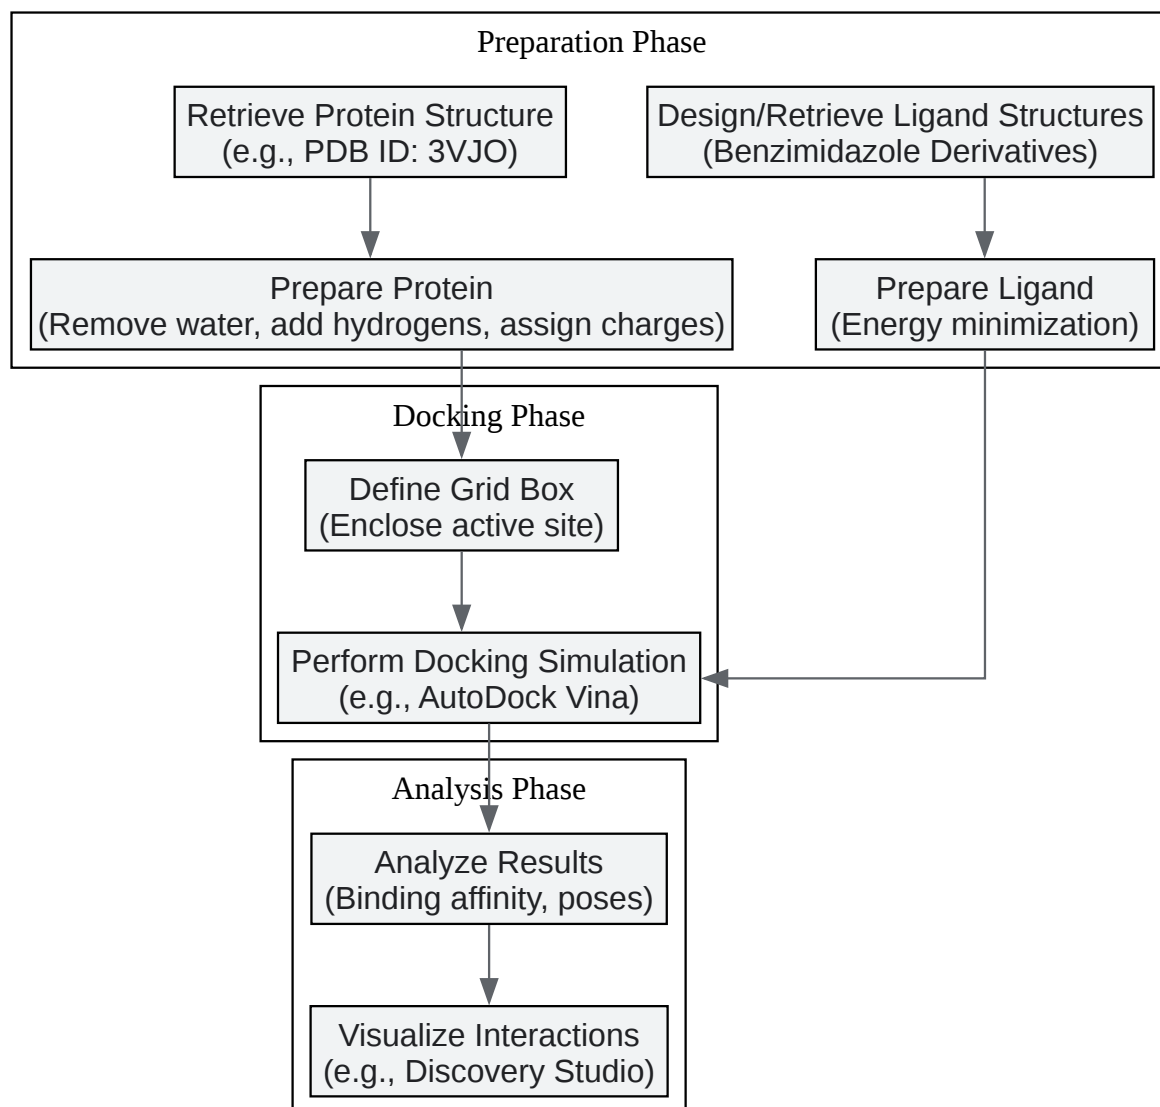 Preparation Phase
Retrieve Protein Structure
(e.g., PDB ID: 3VJO)
Design/Retrieve Ligand Structures
(Benzimidazole Derivatives)
Prepare Protein
(Remove water, add hydrogens, assign charges)
Prepare Ligand
(Energy minimization)
Docking Phase
Define Grid Box
(Enclose active site)
Perform Docking Simulation
(e.g., AutoDock Vina)
Analysis Phase
Analyze Results
(Binding affinity, poses)
Visualize Interactions
(e.g., Discovery Studio)